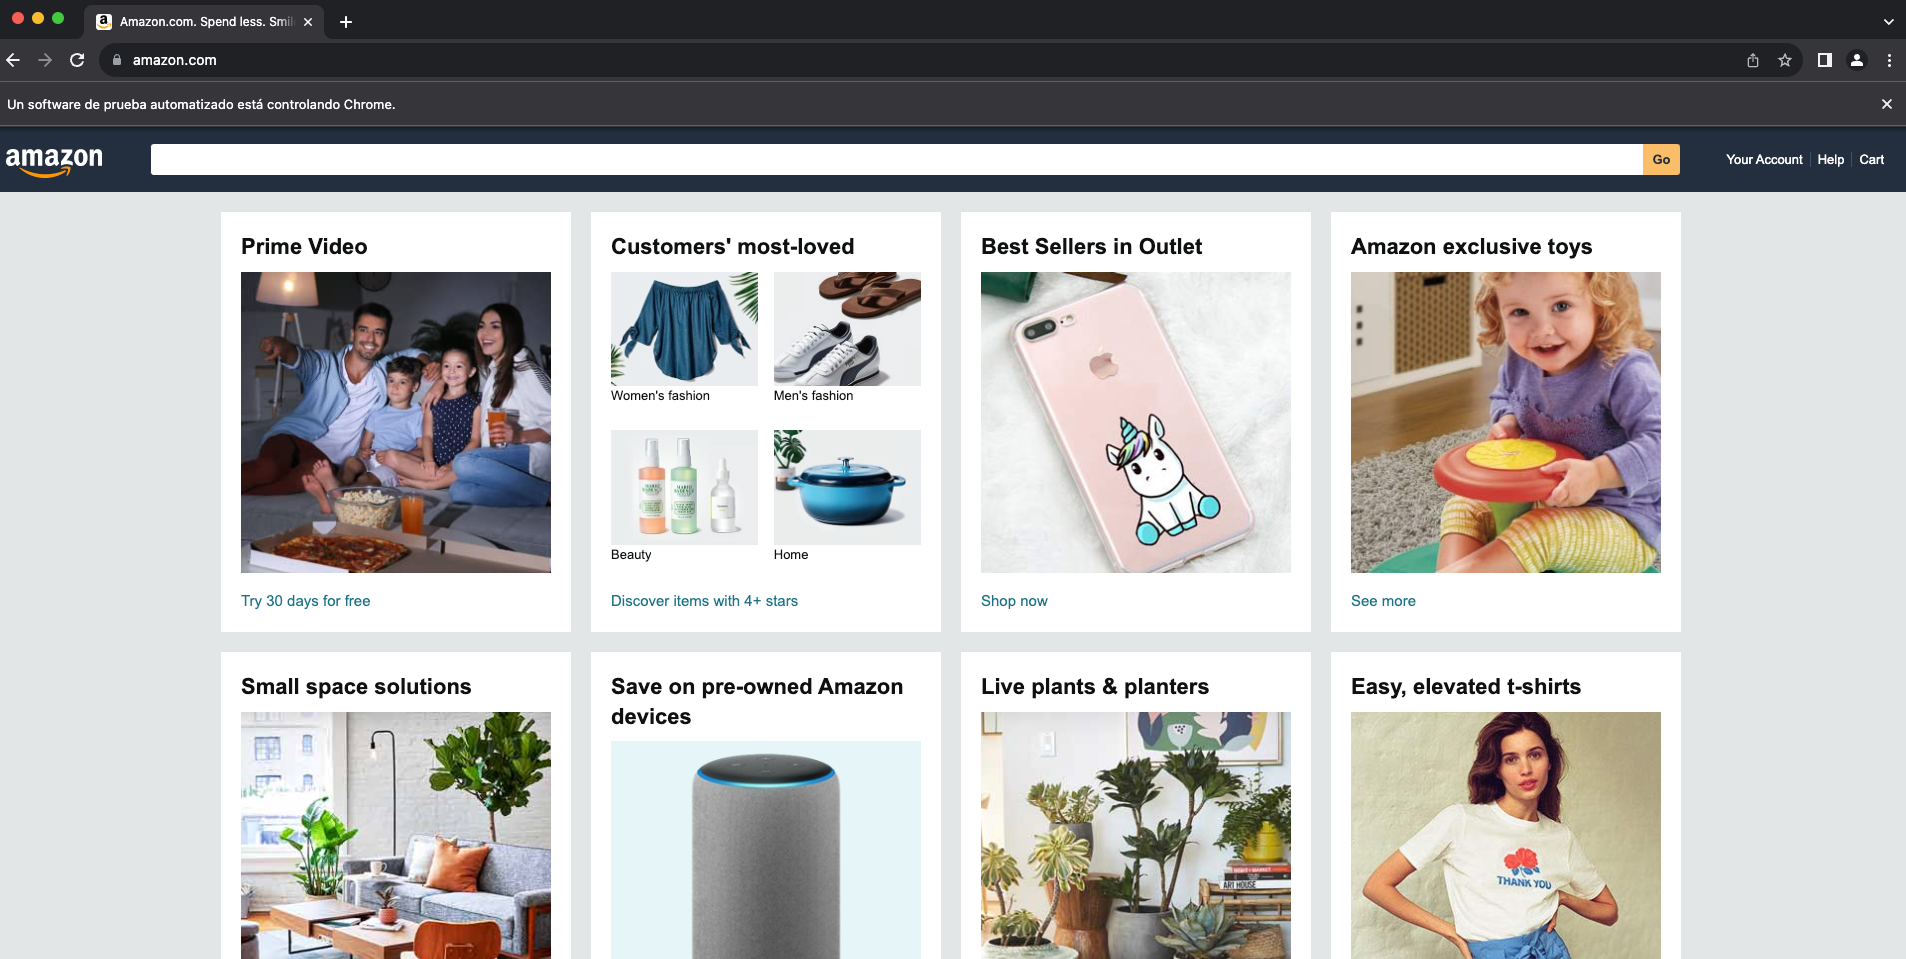 Amazon.com. Spend less. Smil
amazon.com
Un software de prueba automatizado está controlando Chrome.
amazon
Go
Your Account
Help
Cart
Prime Video
Try 30 days for free
Customers' most-loved
Women's fashion
Men's fashion
Beauty
Home
Discover items with 4+ stars
Best Sellers in Outlet
Shop now
Amazon exclusive toys
See more
Small space solutions
Save on pre-owned Amazon
devices
Live plants & planters
ART HOUSE
Easy, elevated t-shirts
THANK YOU